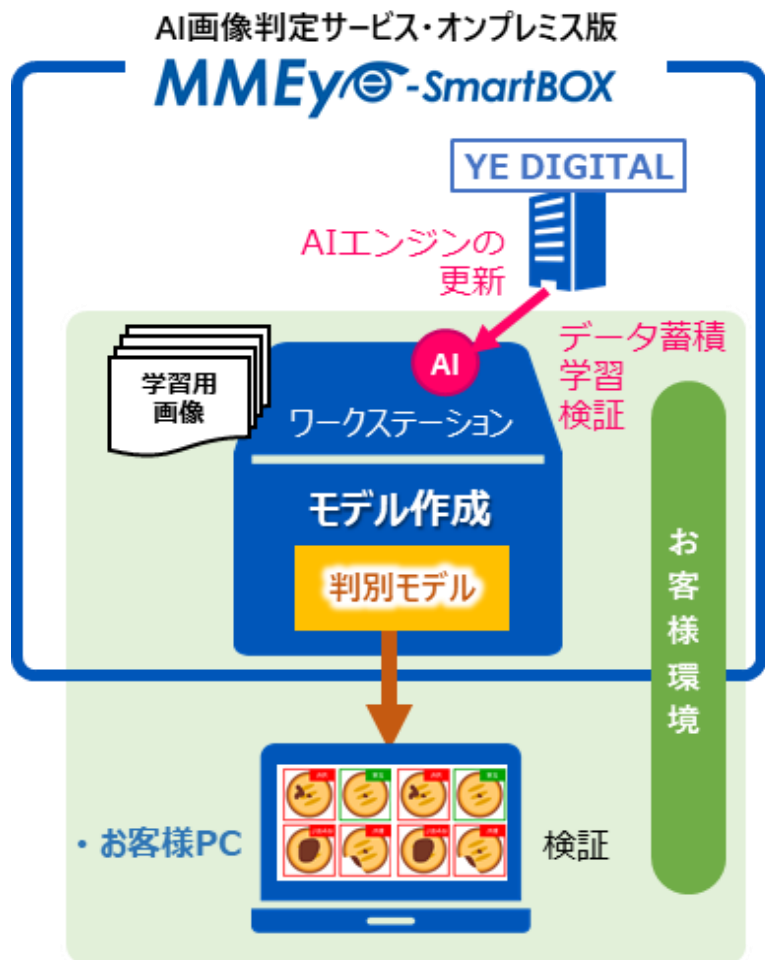 AI画像判定サービス・オンプレミス版
MMEye-SmartBOX
YE DIGITAL
AIエンジンの
更新
データ蓄積
学習
検証
AI
学習用
画像
ワークステーション
モデル作成
判別モデル
お客様環境
・お客様PC
検証